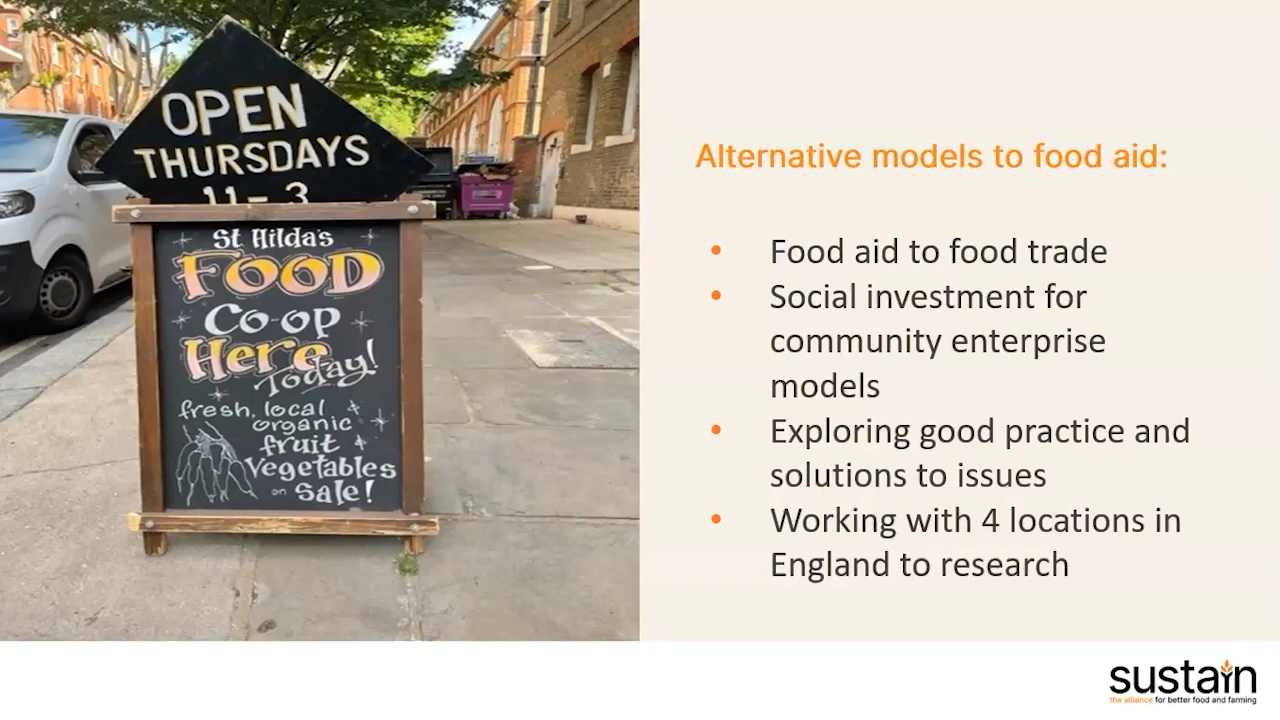 OPEN
THURSDAYS
11-3
St Hilda's
FOOD
Co-op
Here
Today!
fresh, local &
organic
fruit &
Vegetables
on Sale!
Alternative models to food aid:
• Food aid to food trade
• Social investment for
community enterprise
models
• Exploring good practice and
solutions to issues
• Working with 4 locations in
England to research
sustain
the alliance for better food and farming